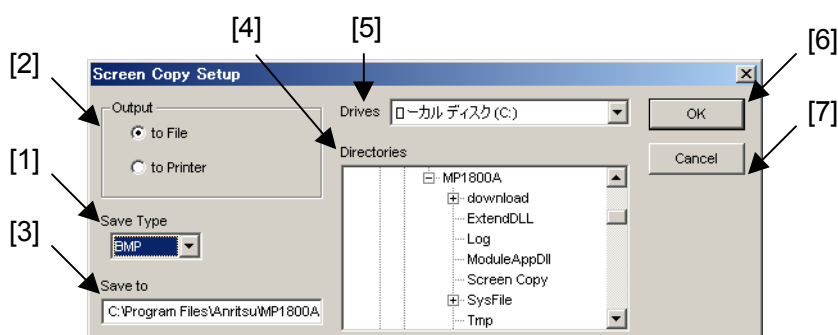 [4]
[5]
[6]
[2]
Screen Copy Setup
Output
to File
to Printer
Drives
ローカル ディスク (C:)
OK
[7]
Directories
Cancel
MP1800A
download
ExtendDLL
Log
ModuleAppDll
Screen Copy
SysFile
Tmp
[1]
Save Type
BMP
[3]
Save to
C:\Program Files\Anritsu\MP1800A